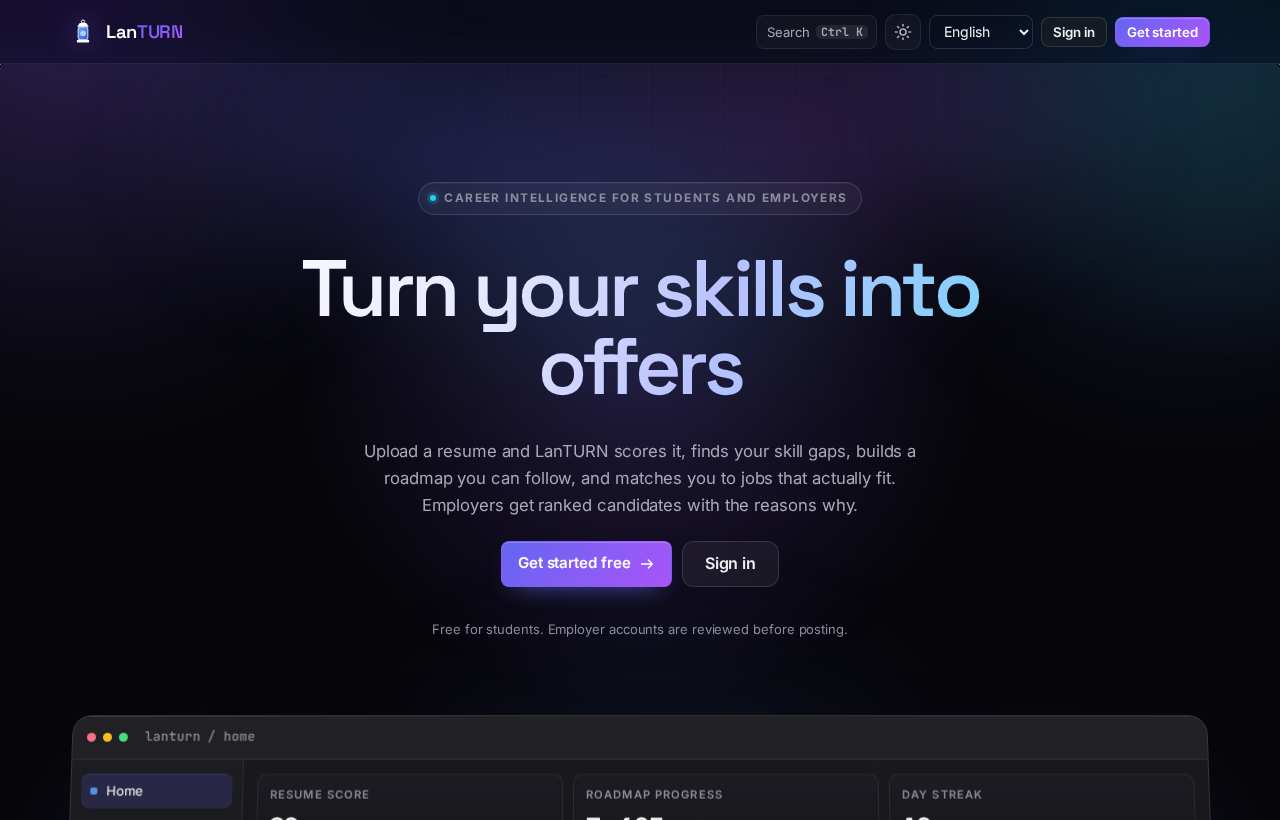 LanTURN
Search Ctrl K
English
Sign in
Get started
CAREER INTELLIGENCE FOR STUDENTS AND EMPLOYERS
Turn your skills into
offers
Upload a resume and LanTURN scores it, finds your skill gaps, builds a
roadmap you can follow, and matches you to jobs that actually fit.
Employers get ranked candidates with the reasons why.
Get started free →
Sign in
Free for students. Employer accounts are reviewed before posting.
lanturn / home
Home
RESUME SCORE
ROADMAP PROGRESS
DAY STREAK